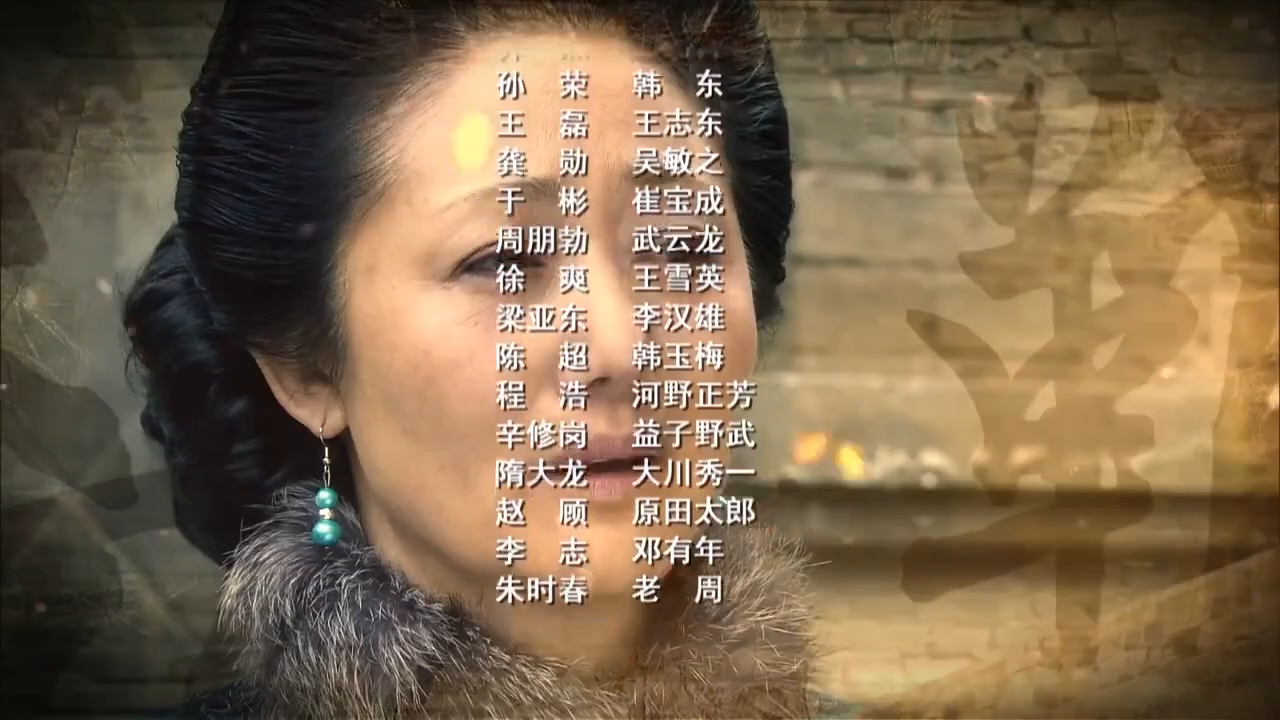 孙荣 韩东
王磊 王志东
龚勋 吴敏之
于彬 崔宝成
周朋勃 武云龙
徐爽 王雪英
梁亚东 李汉雄
陈超 韩玉梅
程浩 河野正芳
辛修岗 益子野武
隋大龙 大川秀一
赵顾 原田太郎
李志 邓有年
朱时春 老周